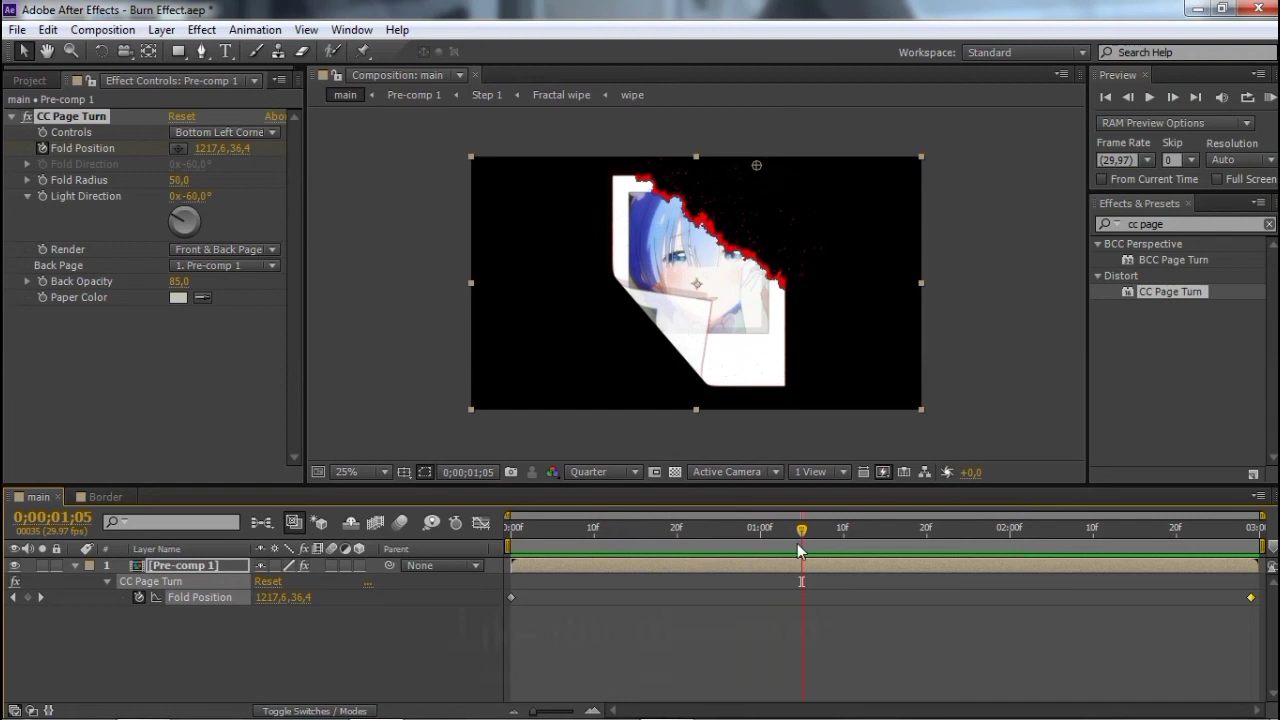 Adobe After Effects - Burn Effect.aep *
File Edit Composition Layer Effect Animation View Window Help
Workspace: Standard Search Help
Project Effect Controls: Pre-comp 1
main • Pre-comp 1
fx CC Page Turn Reset Abo
Controls Bottom Left Corne
Fold Position 1217,6,36,4
Fold Direction 0x-60,0°
Fold Radius 50,0
Light Direction 0x-60,0°
Render Front & Back Page
Back Page 1. Pre-comp 1
Back Opacity 85,0
Paper Color
Composition: main
main Pre-comp 1 Step 1 Fractal wipe wipe
25% 0;00;01;05 Quarter Active Camera 1 View +0,0
Preview
RAM Preview Options
Frame Rate Skip Resolution
(29,97) 0 Auto
From Current Time Full Screen
Effects & Presets
cc page
BCC Perspective
BCC Page Turn
Distort
CC Page Turn
main Border
0;00;01;05
00035 (29.97 fps)
0:00f 10f 20f 01:00f 10f 20f 02:00f 10f 20f 03:0
# Layer Name Parent
1 [Pre-comp 1] None
CC Page Turn Reset ...
Fold Position 1217,6,36,4
Toggle Switches / Modes